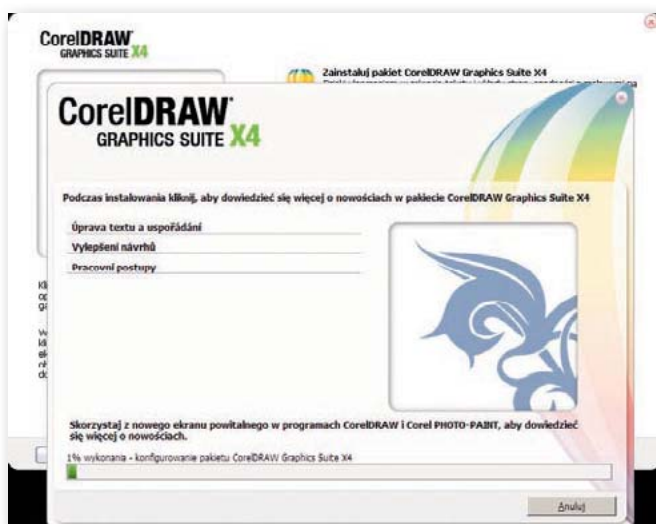 CorelDRAW
GRAPHICS SUITE X4
Zainstaluj pakiet CorelDRAW Graphics Suite X4
CorelDRAW
GRAPHICS SUITE X4
Podczas instalowania kliknij, aby dowiedzieć się więcej o nowościach w pakiecie CorelDRAW Graphics Suite X4
Úprava textu a uspořádání
Vylepšení návrhů
Pracovní postupy
Skorzystaj z nowego ekranu powitalnego w programach CorelDRAW i Corel PHOTO-PAINT, aby dowiedzieć
się więcej o nowościach.
1% wykonania - konfigurowanie pakietu CorelDRAW Graphics Suite X4
Anuluj